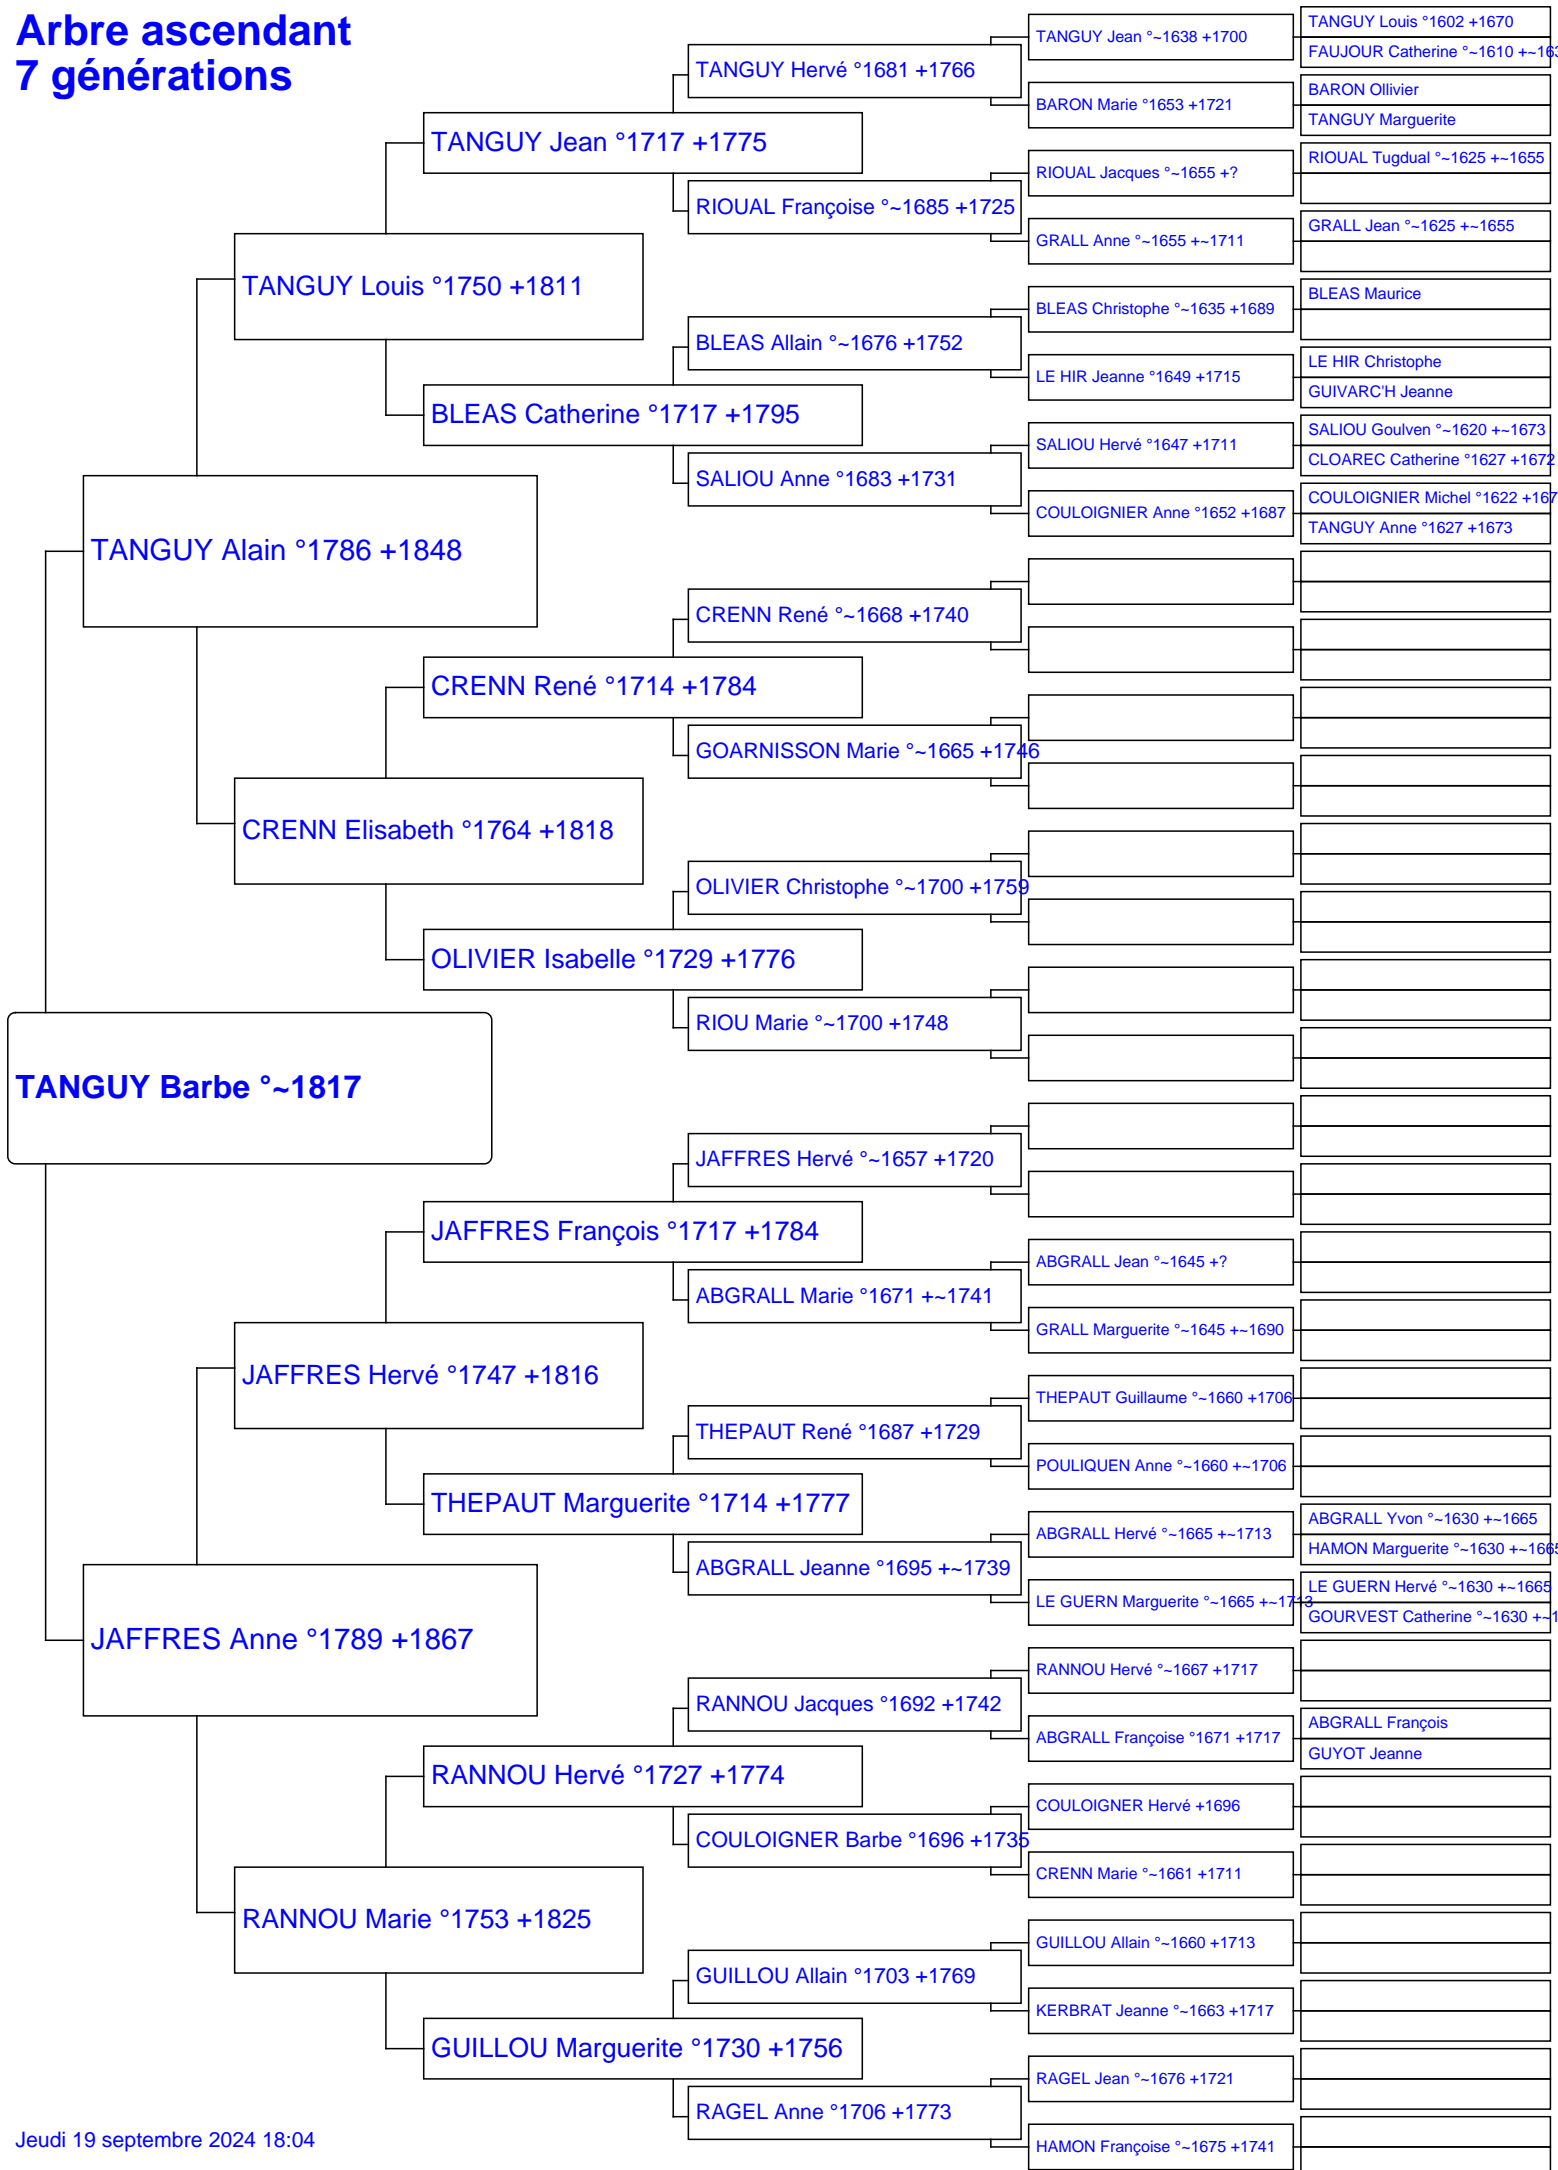 Arbre ascendant
7 générations
TANGUY Barbe °~1817
TANGUY Alain °1786 +1848
JAFFRES Anne °1789 +1867
TANGUY Louis °1750 +1811
CRENN Elisabeth °1764 +1818
JAFFRES Hervé °1747 +1816
RANNOU Marie °1753 +1825
TANGUY Jean °1717 +1775
BLEAS Catherine °1717 +1795
CRENN René °1714 +1784
OLIVIER Isabelle °1729 +1776
JAFFRES François °1717 +1784
THEPAUT Marguerite °1714 +1777
RANNOU Hervé °1727 +1774
GUILLOU Marguerite °1730 +1756
TANGUY Hervé °1681 +1766
RIOUAL Françoise °~1685 +1725
BLEAS Allain °~1676 +1752
SALIOU Anne °1683 +1731
CRENN René °~1668 +1740
GOARNISSON Marie °~1665 +1746
OLIVIER Christophe °~1700 +1759
RIOU Marie °~1700 +1748
JAFFRES Hervé °~1657 +1720
ABGRALL Marie °1671 +~1741
THEPAUT René °1687 +1729
ABGRALL Jeanne °1695 +~1739
RANNOU Jacques °1692 +1742
COULOIGNER Barbe °1696 +1735
GUILLOU Allain °1703 +1769
RAGEL Anne °1706 +1773
TANGUY Jean °~1638 +1700
BARON Marie °1653 +1721
RIOUAL Jacques °~1655 +?
GRALL Anne °~1655 +~1711
BLEAS Christophe °~1635 +1689
LE HIR Jeanne °1649 +1715
SALIOU Hervé °1647 +1711
COULOIGNIER Anne °1652 +1687
ABGRALL Jean °~1645 +?
GRALL Marguerite °~1645 +~1690
THEPAUT Guillaume °~1660 +1706
POULIQUEN Anne °~1660 +~1706
ABGRALL Hervé °~1665 +~1713
LE GUERN Marguerite °~1665 +~1713
RANNOU Hervé °~1667 +1717
ABGRALL Françoise °1671 +1717
COULOIGNER Hervé +1696
CRENN Marie °~1661 +1711
GUILLOU Allain °~1660 +1713
KERBRAT Jeanne °~1663 +1717
RAGEL Jean °~1676 +1721
HAMON Françoise °~1675 +1741
TANGUY Louis °1602 +1670
FAUJOUR Catherine °~1610 +~163
BARON Ollivier
TANGUY Marguerite
RIOUAL Tugdual °~1625 +~1655
GRALL Jean °~1625 +~1655
BLEAS Maurice
LE HIR Christophe
GUIVARC'H Jeanne
SALIOU Goulven °~1620 +~1673
CLOAREC Catherine °1627 +1672
COULOIGNIER Michel °1622 +167
TANGUY Anne °1627 +1673
ABGRALL Yvon °~1630 +~1665
HAMON Marguerite °~1630 +~1665
LE GUERN Hervé °~1630 +~1665
GOURVEST Catherine °~1630 +~1
ABGRALL François
GUYOT Jeanne
Jeudi 19 septembre 2024 18:04